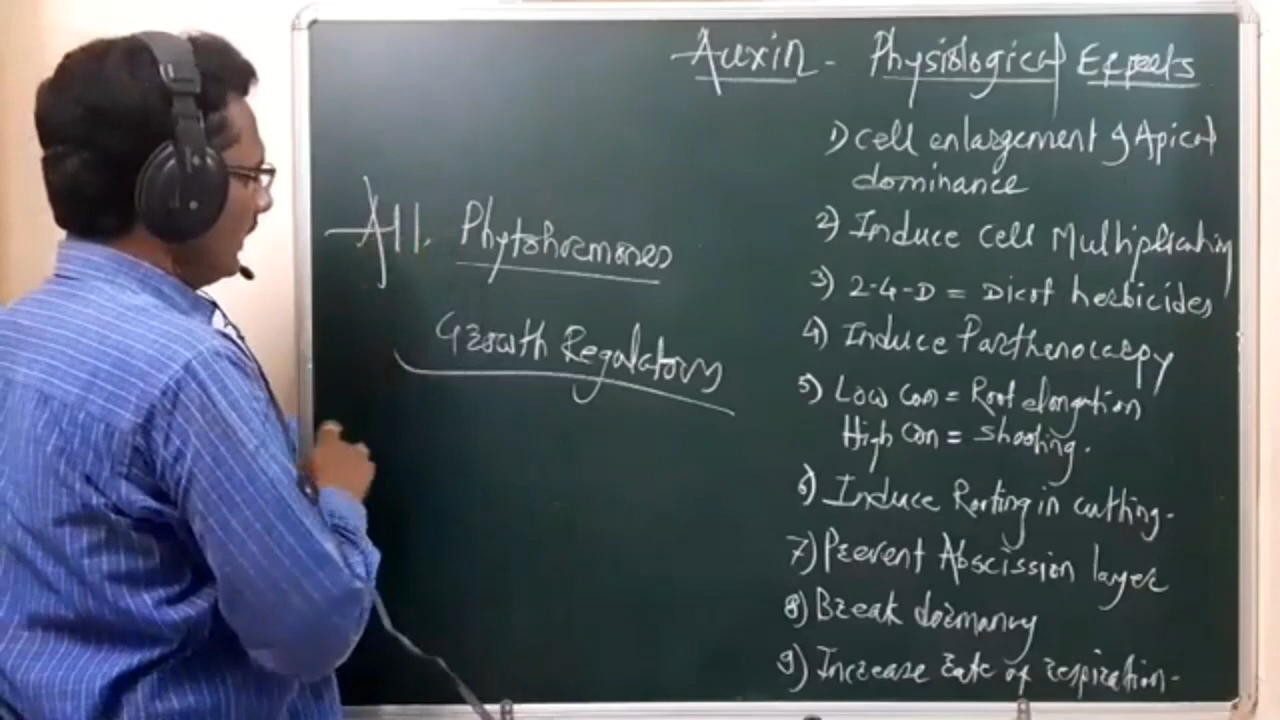 Auxin - Physiological Effects
1) Cell enlargement & Apical
dominance
2) Induce Cell Multiplication
3) 2-4-D = Dicot herbicides
4) Induce Parthenocarpy
5) Low Con = Root elongation
High Con = Shooting.
6) Induce Rooting in cutting.
7) Prevent Abscission layer
8) Break dormancy
9) Increase rate of respiration.
All. Phytohormones
Growth Regulators